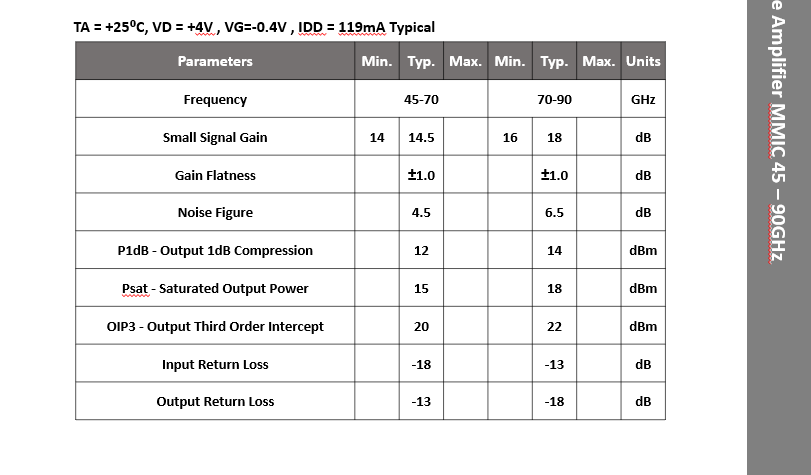 TA = +25⁰C, VD = +4V , VG=-0.4V , IDD = 119mA Typical
Parameters Min. Typ. Max. Min. Typ. Max. Units
Frequency 45-70 70-90 GHz
Small Signal Gain 14 14.5 16 18 dB
Gain Flatness ±1.0 ±1.0 dB
Noise Figure 4.5 6.5 dB
P1dB - Output 1dB Compression 12 14 dBm
Psat - Saturated Output Power 15 18 dBm
OIP3 - Output Third Order Intercept 20 22 dBm
Input Return Loss -18 -13 dB
Output Return Loss -13 -18 dB
e Amplifier MMIC 45 – 90GHz